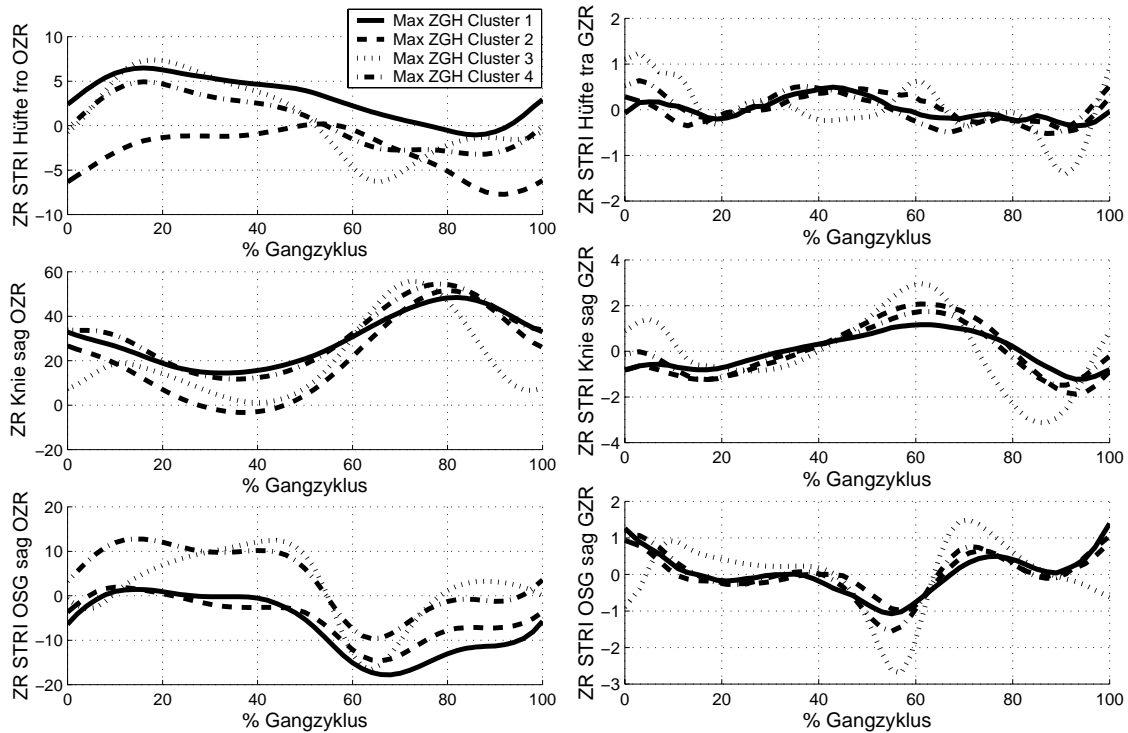 Max ZGH Cluster 1
Max ZGH Cluster 2
Max ZGH Cluster 3
Max ZGH Cluster 4
ZR STRI Hüfte fro OZR
10
5
0
−5
−10
0 20 40 60 80 100
% Gangzyklus
ZR STRI Hüfte tra GZR
2
1
0
−1
−2
0 20 40 60 80 100
% Gangzyklus
ZR Knie sag OZR
60
40
20
0
−20
0 20 40 60 80 100
% Gangzyklus
ZR STRI Knie sag GZR
4
2
0
−2
−4
0 20 40 60 80 100
% Gangzyklus
ZR STRI OSG sag OZR
20
10
0
−10
−20
0 20 40 60 80 100
% Gangzyklus
ZR STRI OSG sag GZR
2
1
0
−1
−2
−3
0 20 40 60 80 100
% Gangzyklus